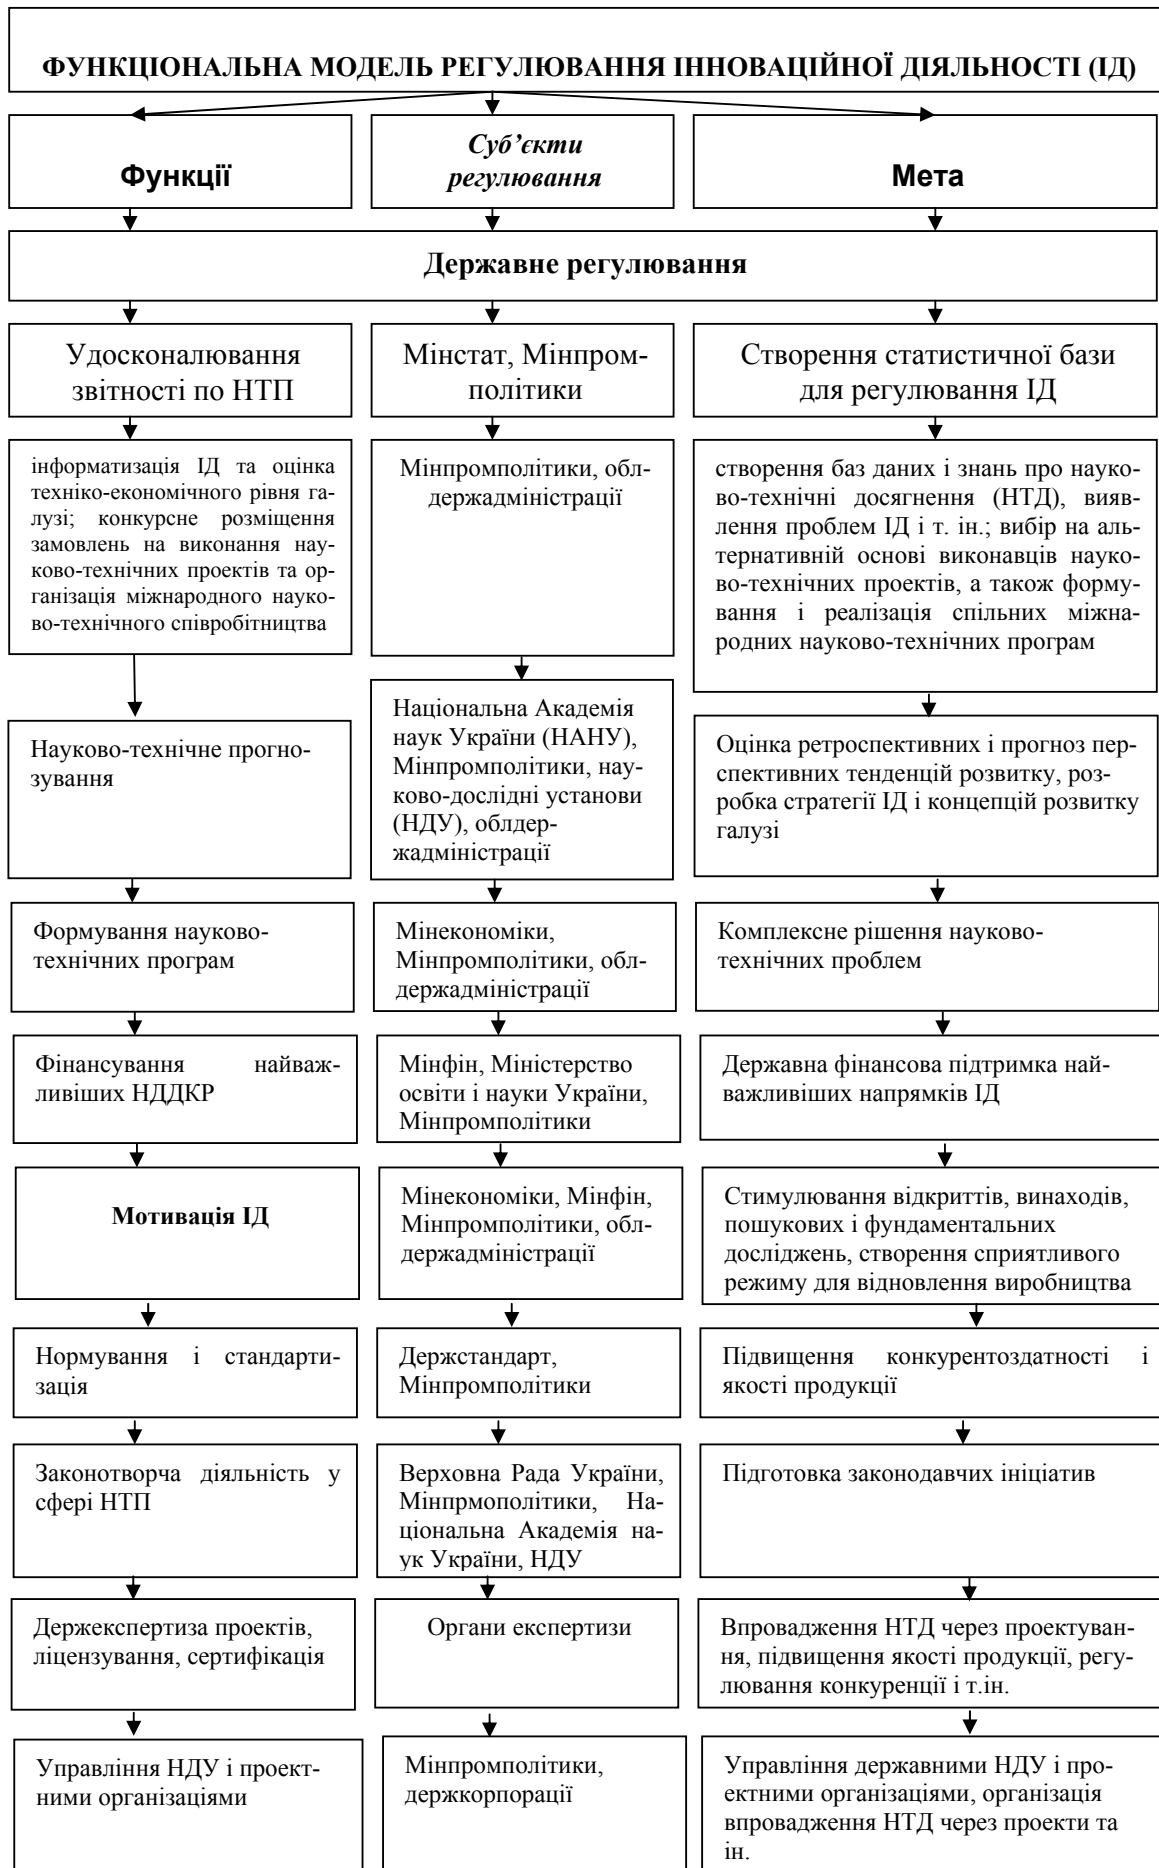 ФУНКЦІОНАЛЬНА МОДЕЛЬ РЕГУЛЮВАННЯ ІННОВАЦІЙНОЇ ДІЯЛЬНОСТІ (ІД)
Функції
Суб’єкти
регулювання
Мета
Державне регулювання
Удосконалювання
звітності по НТП
Мінстат, Мінпром-
політики
Створення статистичної бази
для регулювання ІД
інформатизація ІД та оцінка
техніко-економічного рівня га-
лузі; конкурсне розміщення
замовлень на виконання нау-
ково-технічних проектів та ор-
ганізація міжнародного науко-
во-технічного співробітництва
Мінпромполітики, обл-
держадміністрації
створення баз даних і знань про науко-
во-технічні досягнення (НТД), вияв-
лення проблем ІД і т. ін.; вибір на аль-
тернативній основі виконавців науко-
во-технічних проектів, а також форму-
вання і реалізація спільних міжна-
родних науково-технічних програм
Науково-технічне прогно-
зування
Національна Академія
наук України (НАНУ),
Мінпромполітики, нау-
ково-дослідні установи
(НДУ), облдер-
жадміністрації
Оцінка ретроспективних і прогноз пер-
спективних тенденцій розвитку, роз-
робка стратегії ІД і концепцій розвитку
галузі
Формування науково-
технічних програм
Мінекономіки,
Мінпромполітики, обл-
держадміністрації
Комплексне рішення науково-
технічних проблем
Фінансування найваж-
ливіших НДДКР
Мінфін, Міністерство
освіти і науки України,
Мінпромполітики
Державна фінансова підтримка най-
важливіших напрямків ІД
Мотивація ІД
Мінекономіки, Мінфін,
Мінпромполітики, обл-
держадміністрації
Стимулювання відкриттів, винаходів,
пошукових і фундаментальних
досліджень, створення сприятливого
режиму для відновлення виробництва
Нормування і стандарти-
зація
Держстандарт,
Мінпромполітики
Підвищення конкурентоздатності і
якості продукції
Законотворча діяльність у
сфері НТП
Верховна Рада України,
Мінпрмополітики, На-
ціональна Академія на-
ук України, НДУ
Підготовка законодавчих ініціатив
Держекспертиза проектів,
ліцензування, сертифікація
Органи експертизи
Впровадження НТД через проектуван-
ня, підвищення якості продукції, регу-
лювання конкуренції і т.ін.
Управління НДУ і проект-
ними організаціями
Мінпромполітики,
держкорпорації
Управління державними НДУ і про-
ектними організаціями, організація
впровадження НТД через проекти та
ін.